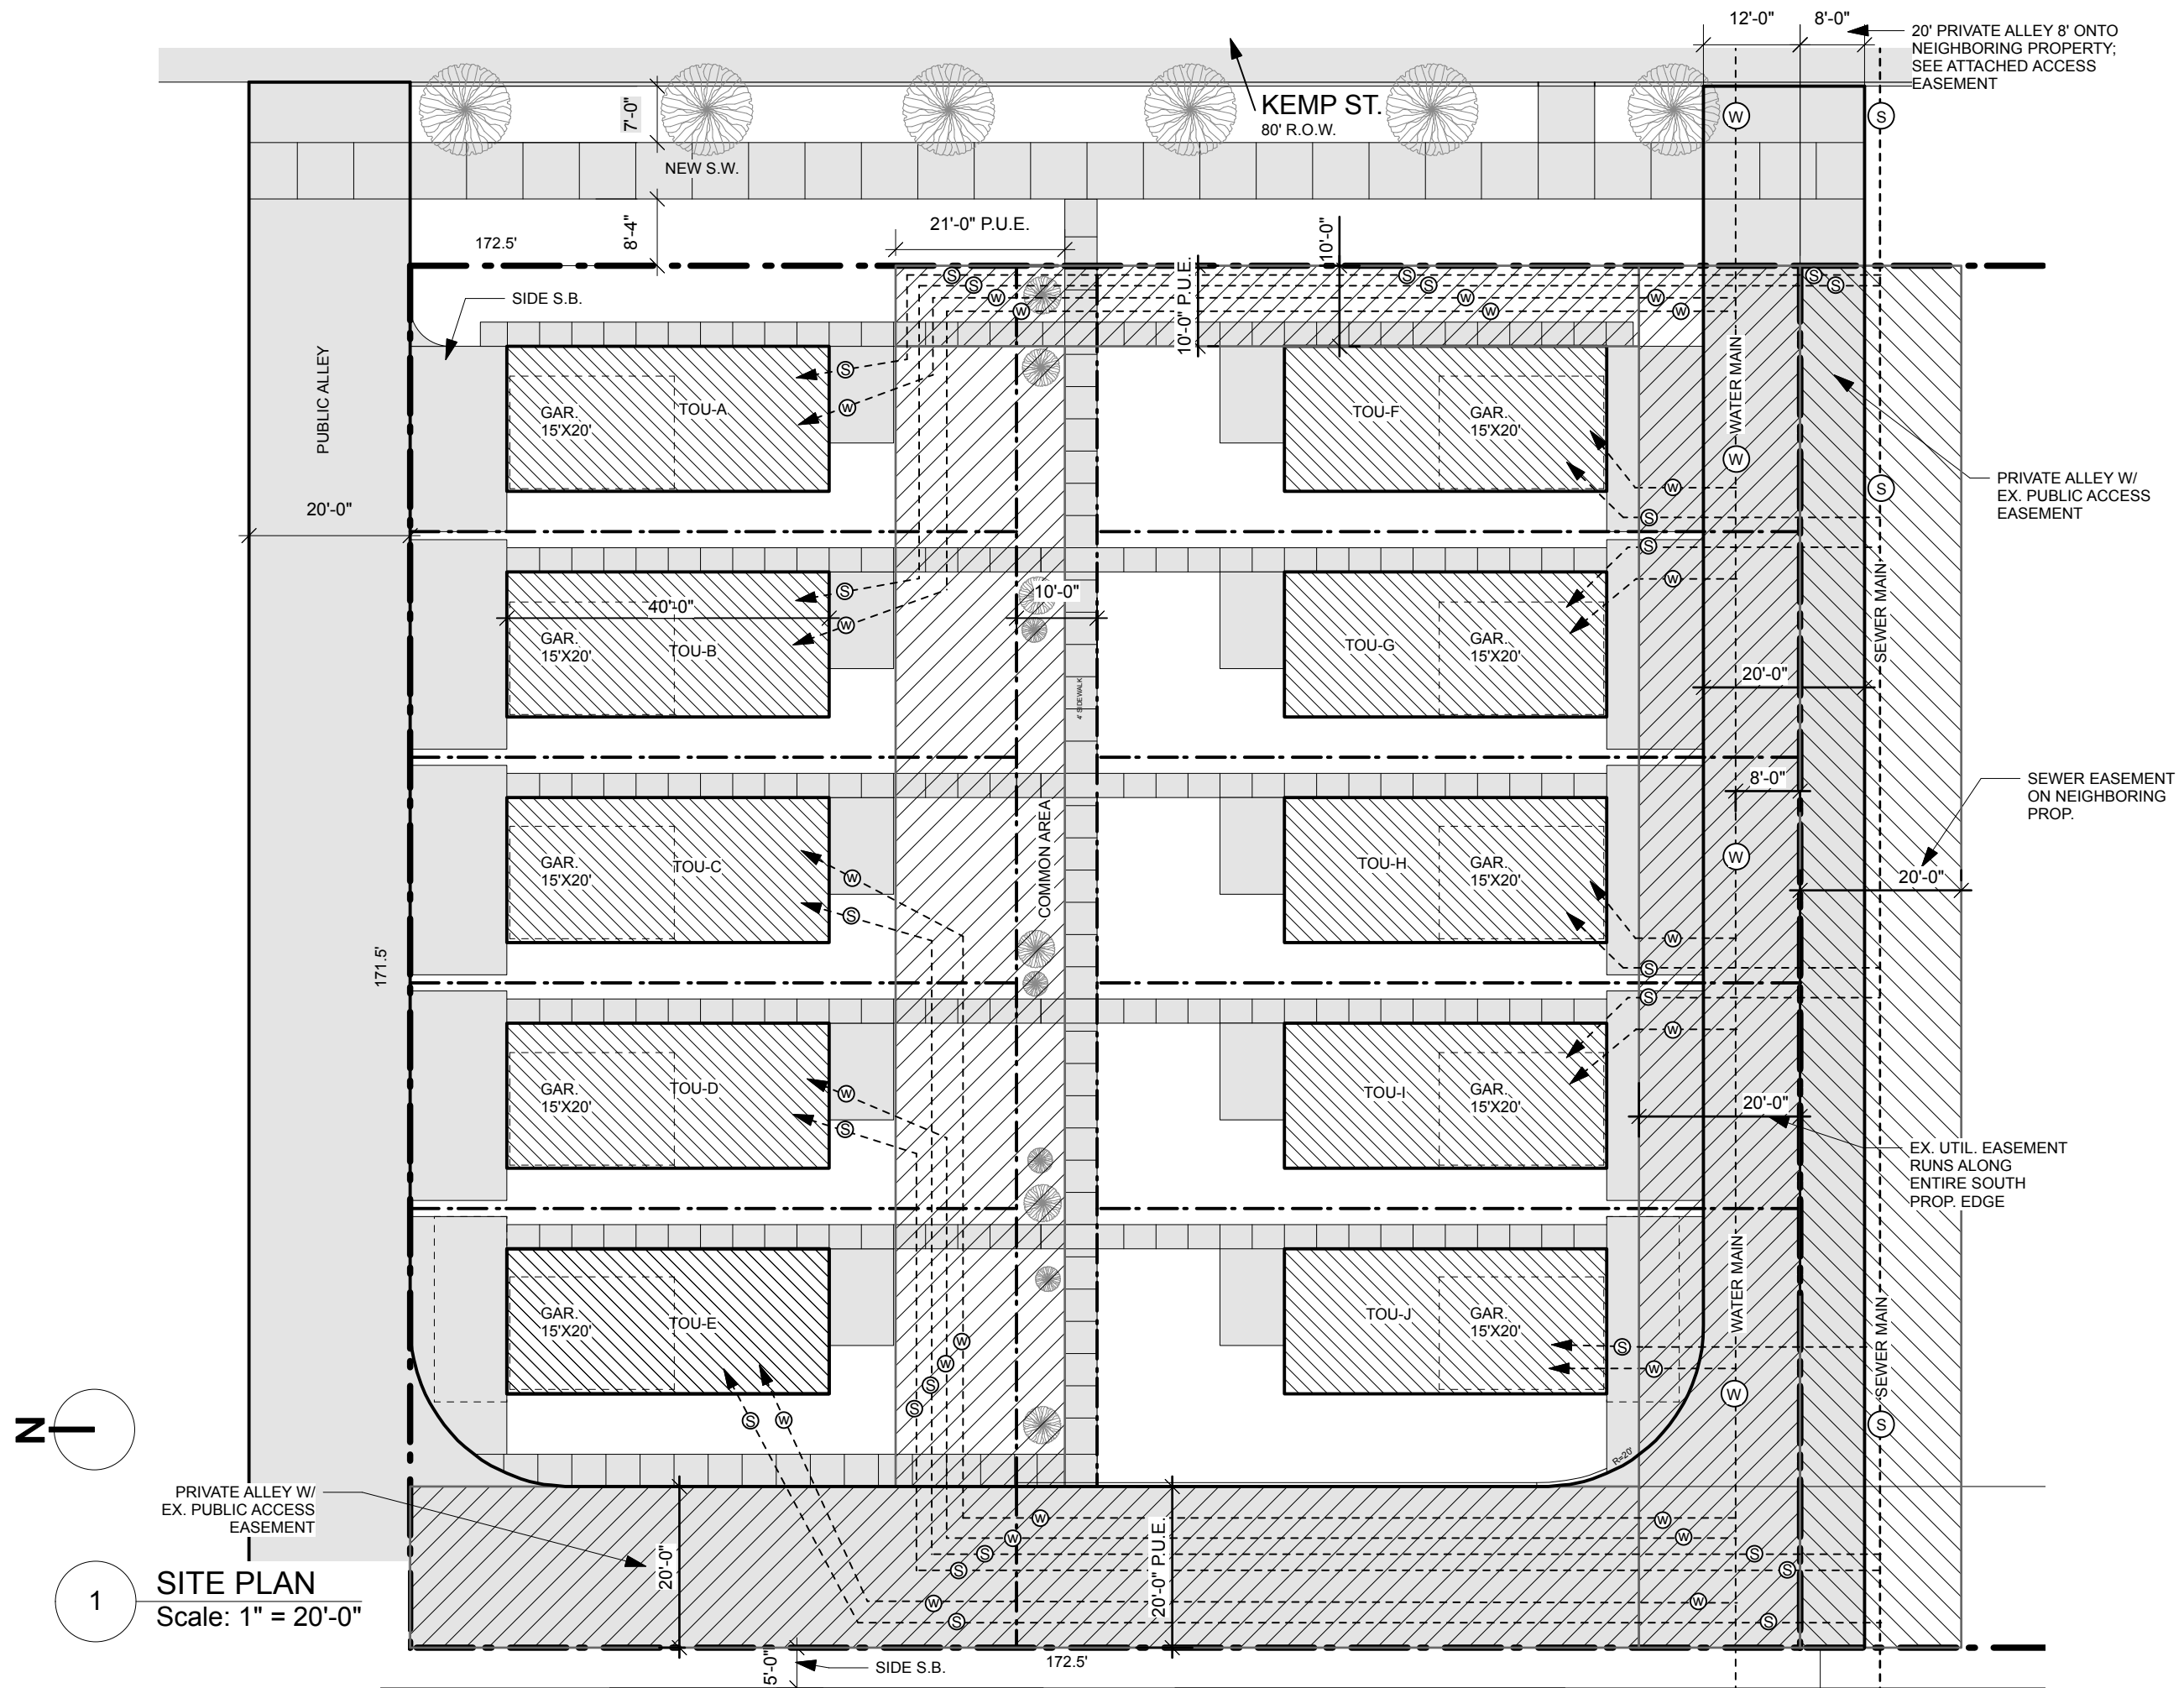 12'-0"
8'-0"
20' PRIVATE ALLEY 8' ONTO
NEIGHBORING PROPERTY;
SEE ATTACHED ACCESS
EASEMENT
KEMP ST.
80' R.O.W.
7'-0"
W
S
NEW S.W.
8'-4"
172.5'
21'-0" P.U.E.
10'-0" P.U.E.
10'-0"
S
S
W
W
S
S
W
W
W
W
S
S
SIDE S.B.
PUBLIC ALLEY
WATER MAIN
S
W
GAR.
15'X20'
TOU-A
TOU-F
GAR.
15'X20'
W
S
W
S
PRIVATE ALLEY W/
EX. PUBLIC ACCESS
EASEMENT
20'-0"
S
W
S
W
40'-0"
10'-0"
GAR.
15'X20'
TOU-B
TOU-G
GAR.
15'X20'
SEWER MAIN
4' SIDEWALK
20'-0"
8'-0"
SEWER EASEMENT
ON NEIGHBORING
PROP.
COMMON AREA
GAR.
15'X20'
TOU-C
W
S
TOU-H
GAR.
15'X20'
W
20'-0"
W
S
171.5'
S
W
GAR.
15'X20'
TOU-D
W
S
TOU-I
GAR.
15'X20'
20'-0"
EX. UTIL. EASEMENT
RUNS ALONG
ENTIRE SOUTH
PROP. EDGE
WATER MAIN
SEWER MAIN
GAR.
15'X20'
TOU-E
W
W
S
S
TOU-J
GAR.
15'X20'
S
W
W
S
S
W
N
R=20'
PRIVATE ALLEY W/
EX. PUBLIC ACCESS
EASEMENT
20'-0"
20'-0" P.U.E.
W
W
S
S
W
S
W
W
S
S
W
S
1
SITE PLAN
Scale: 1" = 20'-0"
5'-0"
SIDE S.B.
172.5'